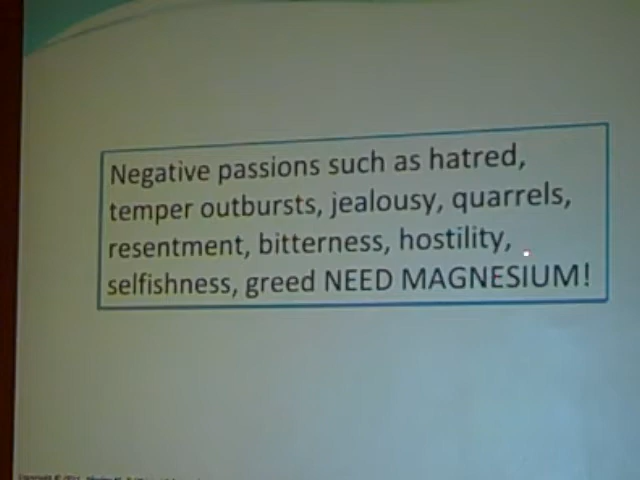 Negative passions such as hatred,
temper outbursts, jealousy, quarrels,
resentment, bitterness, hostility,
selfishness, greed NEED MAGNESIUM!